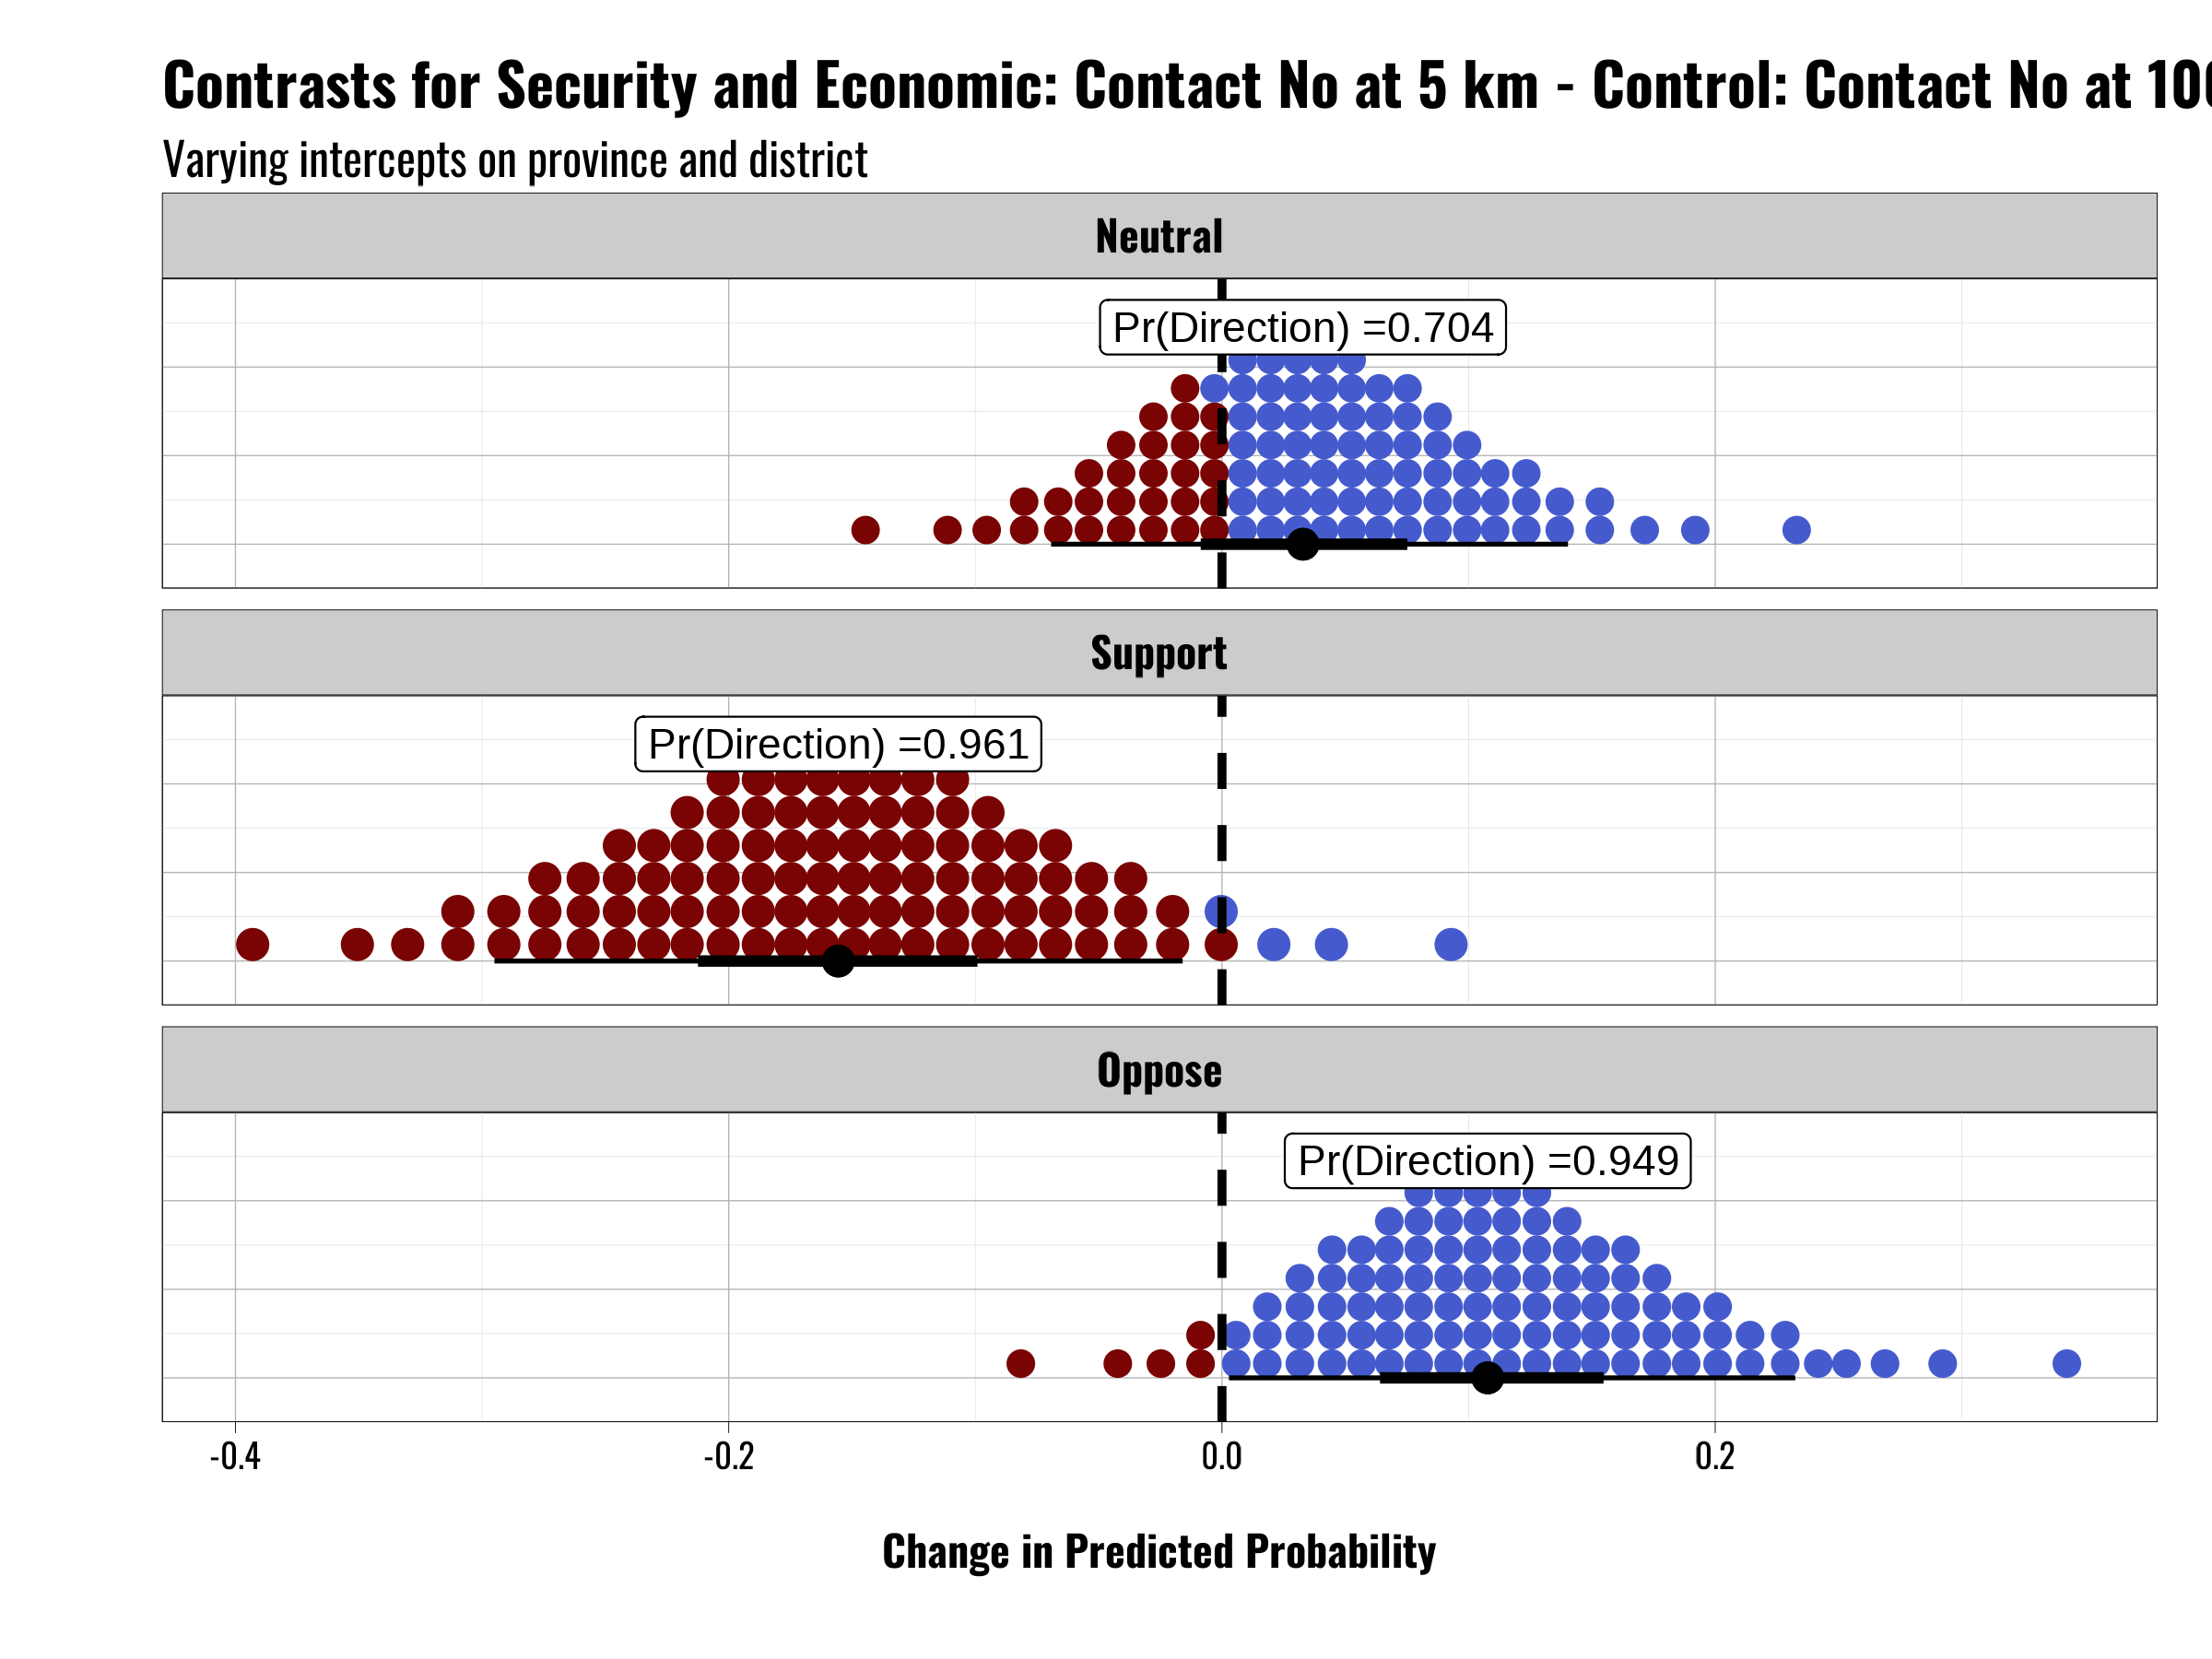 Contrasts for Security and Economic: Contact No at 5 km - Control: Contact No at
Varying intercepts on province and district
Neutral
Pr(Direction) =0.704
Support
Pr(Direction) =0.961
Oppose
Pr(Direction) =0.949
-0.4 -0.2 0.0 0.2
Change in Predicted Probability